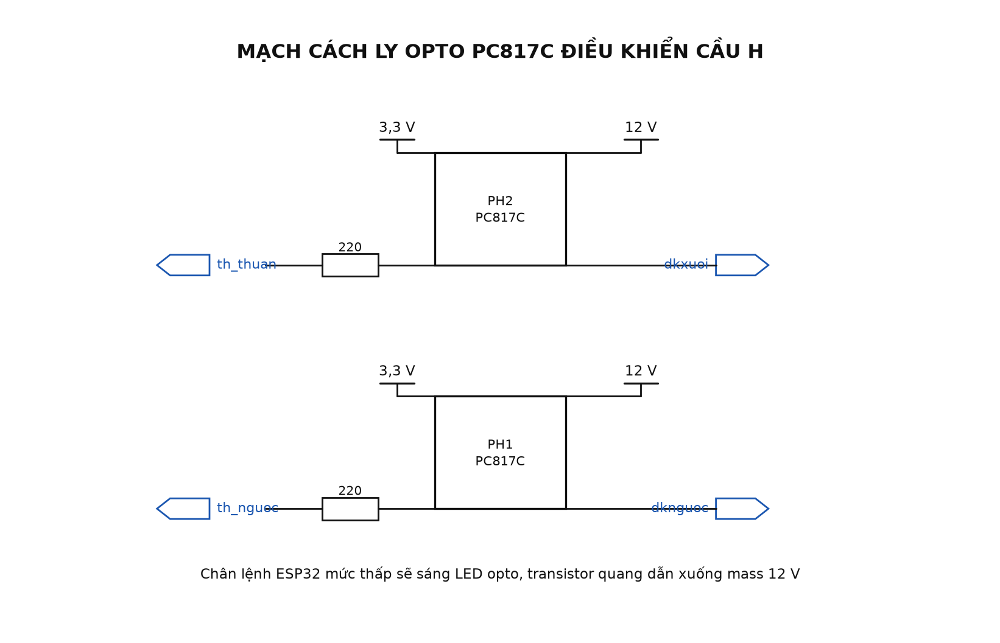 MẠCH CÁCH LY OPTO PC817C ĐIỀU KHIỂN CẦU H
3,3 V
12 V
PH2
PC817C
220
th_thuan
dkxuoi
3,3 V
12 V
PH1
PC817C
220
th_nguoc
dknguoc
Chân lệnh ESP32 mức thấp sẽ sáng LED opto, transistor quang dẫn xuống mass 12 V